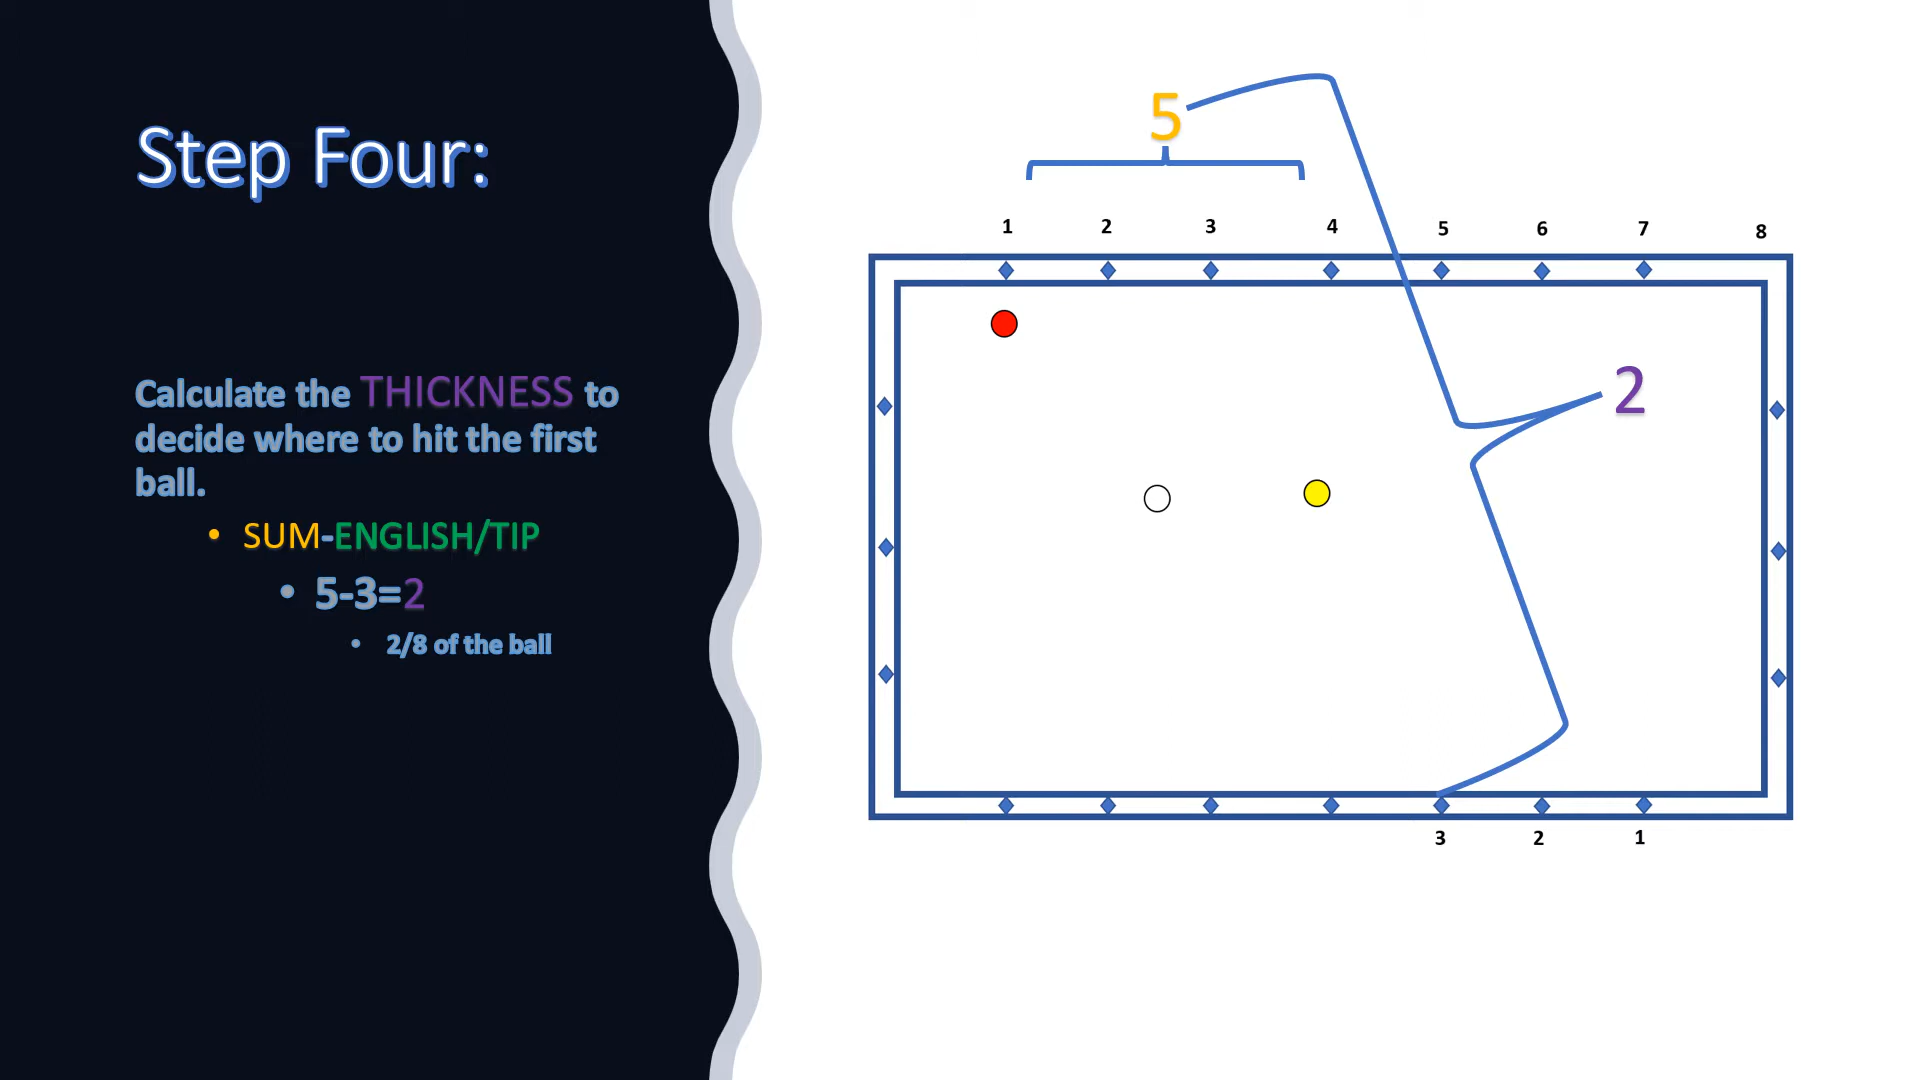 Step Four:
Calculate the THICKNESS to
decide where to hit the first
ball.
• SUM-ENGLISH/TIP
• 5-3=2
• 2/8 of the ball
5
1 2 3 4 5 6 7 8
2
3 2 1